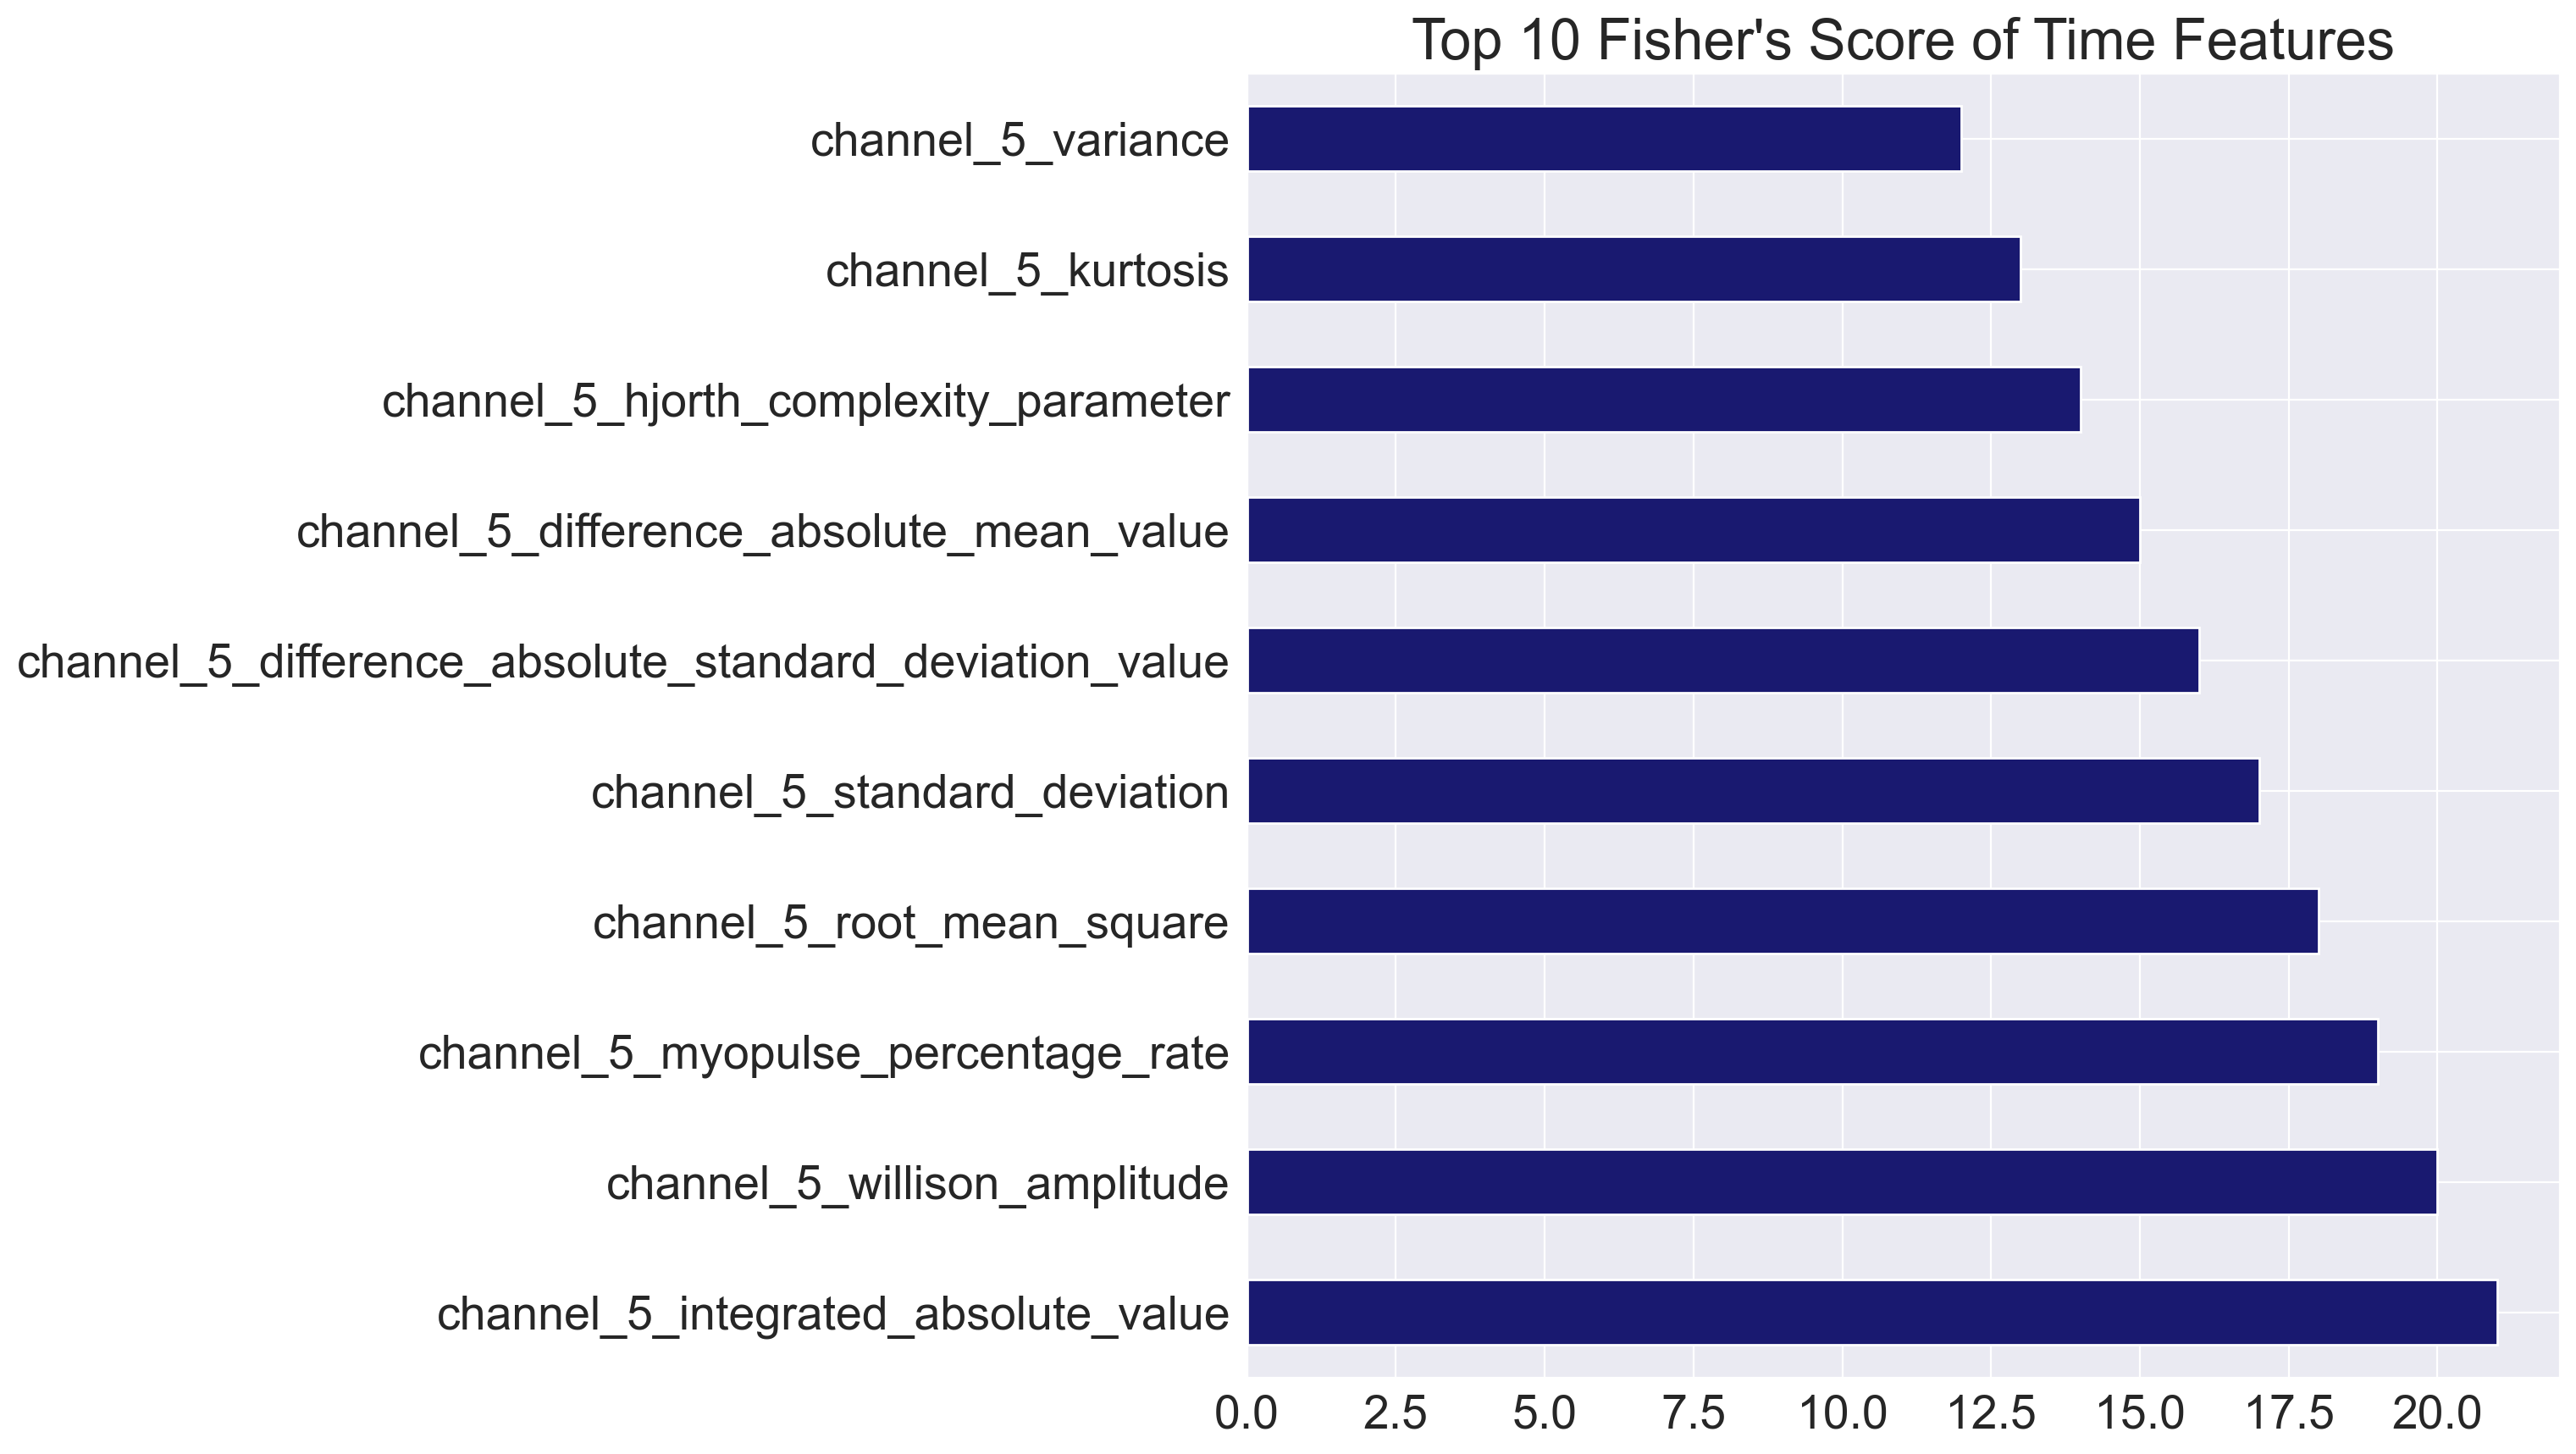 Top 10 Fisher's Score of Time Features
channel_5_variance
channel_5_kurtosis
channel_5_hjorth_complexity_parameter
channel_5_difference_absolute_mean_value
channel_5_difference_absolute_standard_deviation_value
channel_5_standard_deviation
channel_5_root_mean_square
channel_5_myopulse_percentage_rate
channel_5_willison_amplitude
channel_5_integrated_absolute_value
0.0 2.5 5.0 7.5 10.0 12.5 15.0 17.5 20.0